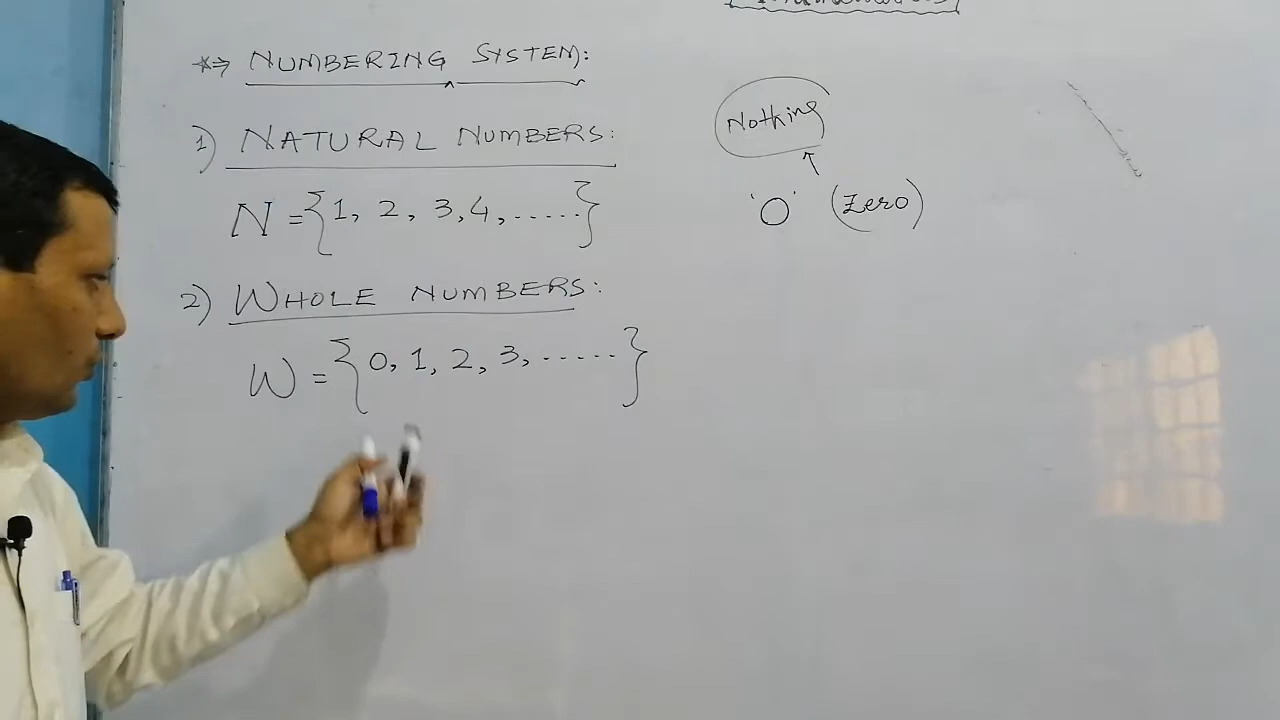 *⇒ NUMBERING SYSTEM:
1) NATURAL NUMBERS:
N = {1, 2, 3, 4, ......}
2) WHOLE NUMBERS:
W = {0, 1, 2, 3, ......}
Nothing
↑
'0' (Zero)